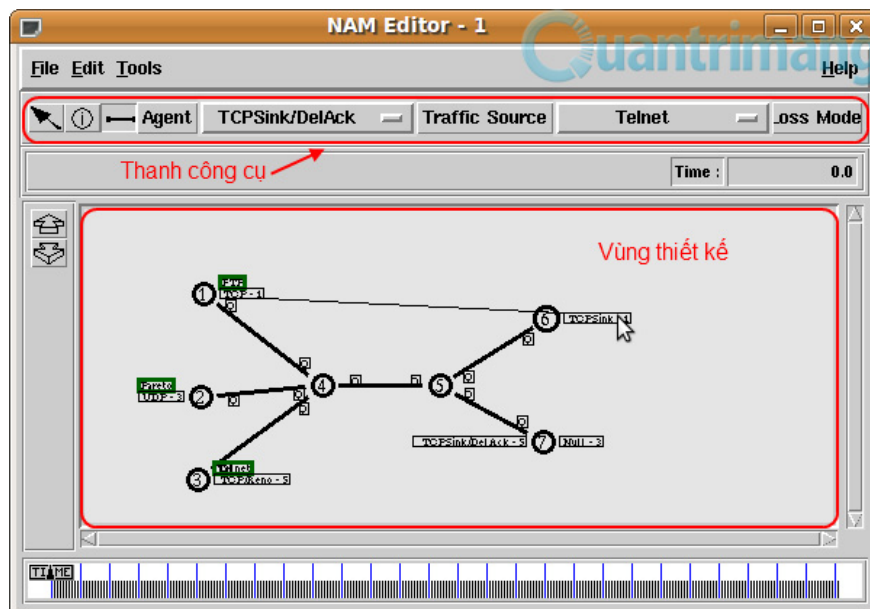 NAM Editor - 1
Quantrimang
File Edit Tools Help
Agent TCPSink/DelAck Traffic Source Telnet Loss Mode
Thanh công cụ
Time : 0.0
Vùng thiết kế
FTP
1 TCP - 1
6 TCPSink - 1
Pareto
UDP - 3 2
4 5
TCPSink/DelAck - 5 7 Null - 3
Telnet
3 TCP/Reno - 5
TIME